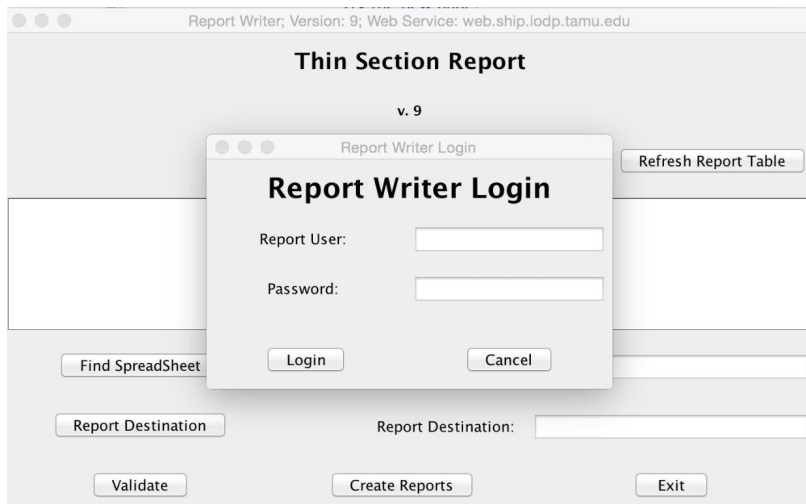 Report Writer; Version: 9; Web Service: web.ship.iodp.tamu.edu
Thin Section Report
v. 9
Report Writer Login
Refresh Report Table
Report Writer Login
Report User:
Password:
Login Cancel
Find SpreadSheet
Report Destination Report Destination:
Validate Create Reports Exit